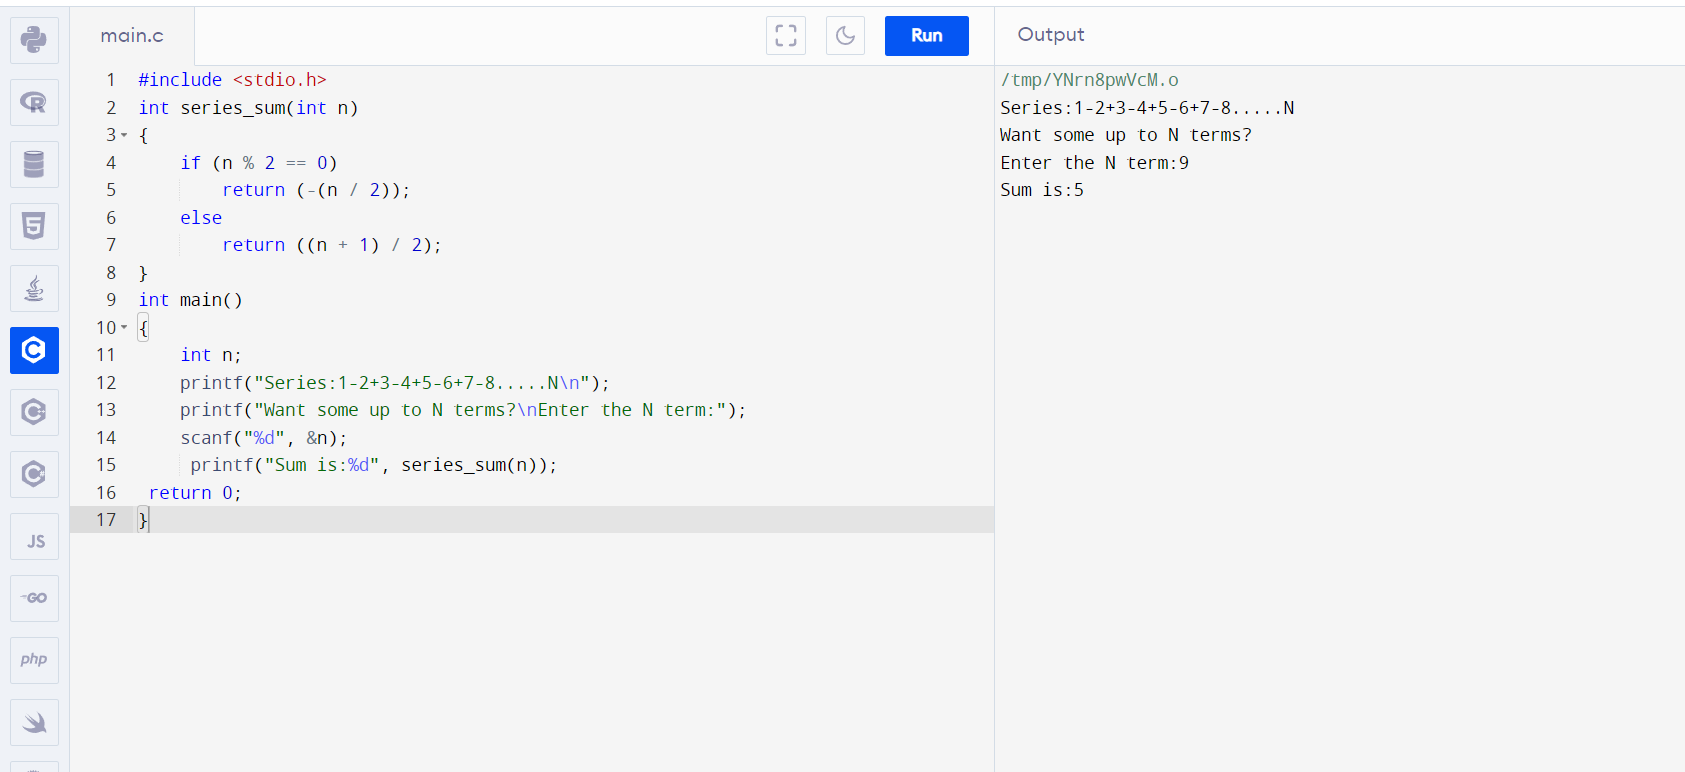 main.c
Run
Output
1 #include <stdio.h>
2 int series_sum(int n)
3 {
4 if (n % 2 == 0)
5 return (-(n / 2));
6 else
7 return ((n + 1) / 2);
8 }
9 int main()
10 {
11 int n;
12 printf("Series:1-2+3-4+5-6+7-8.....N\n");
13 printf("Want some up to N terms?\nEnter the N term:");
14 scanf("%d", &n);
15 printf("Sum is:%d", series_sum(n));
16 return 0;
17 }
/tmp/YNrn8pwVcM.o
Series:1-2+3-4+5-6+7-8.....N
Want some up to N terms?
Enter the N term:9
Sum is:5
R
5
C
C
C#
JS
GO
php